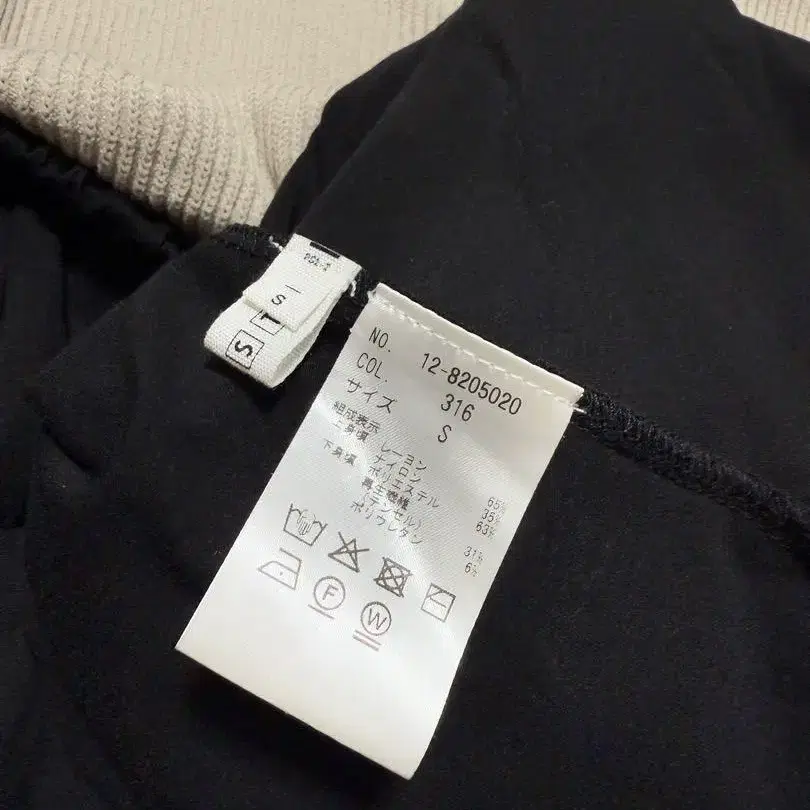 S
S
NO. 12-8205020
COL. 316
サイズ S
組成表示
上身頃 レーヨン 65%
ナイロン 35%
下身頃 ポリエステル 63%
再生繊維
(テンセル) 31%
ポリウレタン 6%
F
W